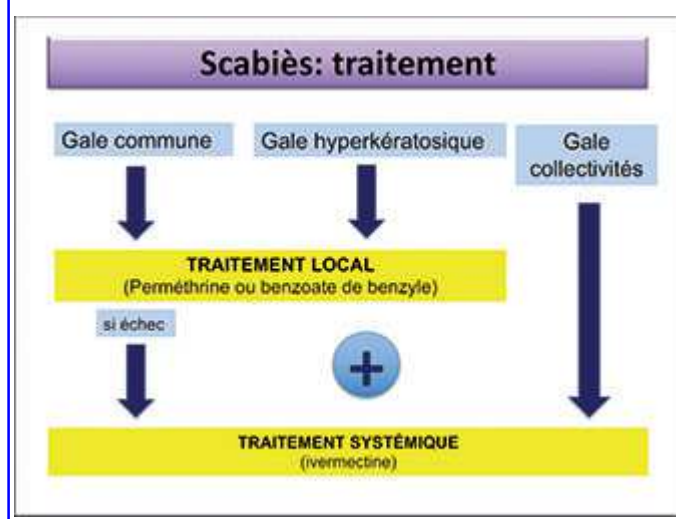 Scabiès: traitement
Gale commune
Gale hyperkératosique
Gale
collectivités
TRAITEMENT LOCAL
(Perméthrine ou benzoate de benzyle)
si échec
+
TRAITEMENT SYSTÉMIQUE
(ivermectine)